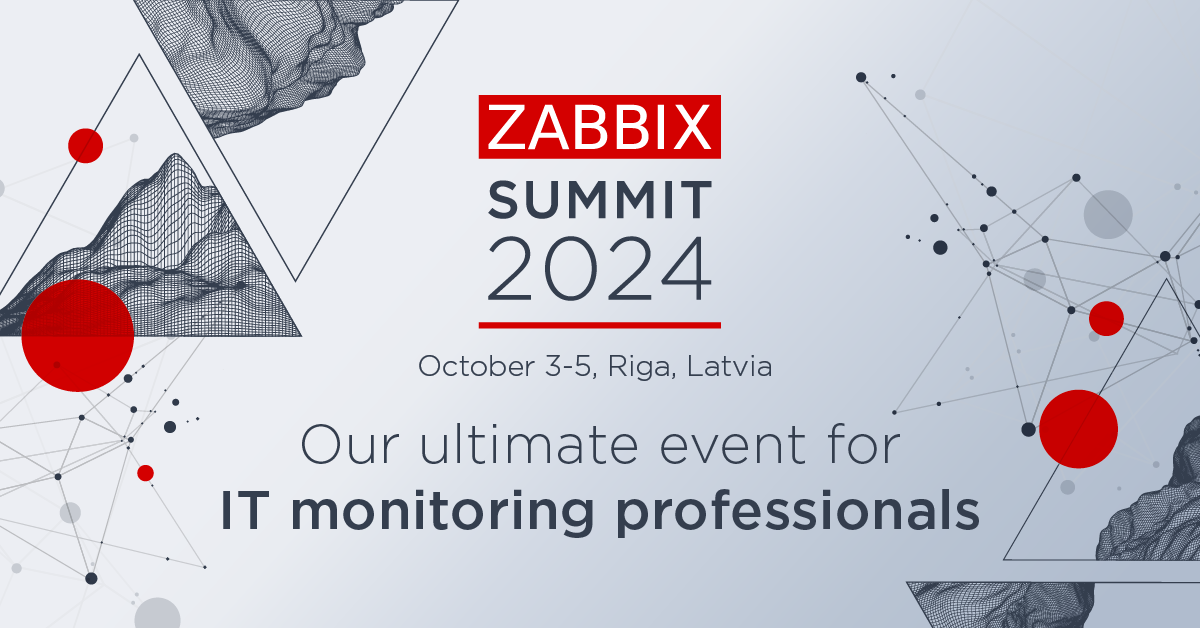 ZABBIX
SUMMIT
2024
October 3-5, Riga, Latvia
Our ultimate event for
IT monitoring professionals